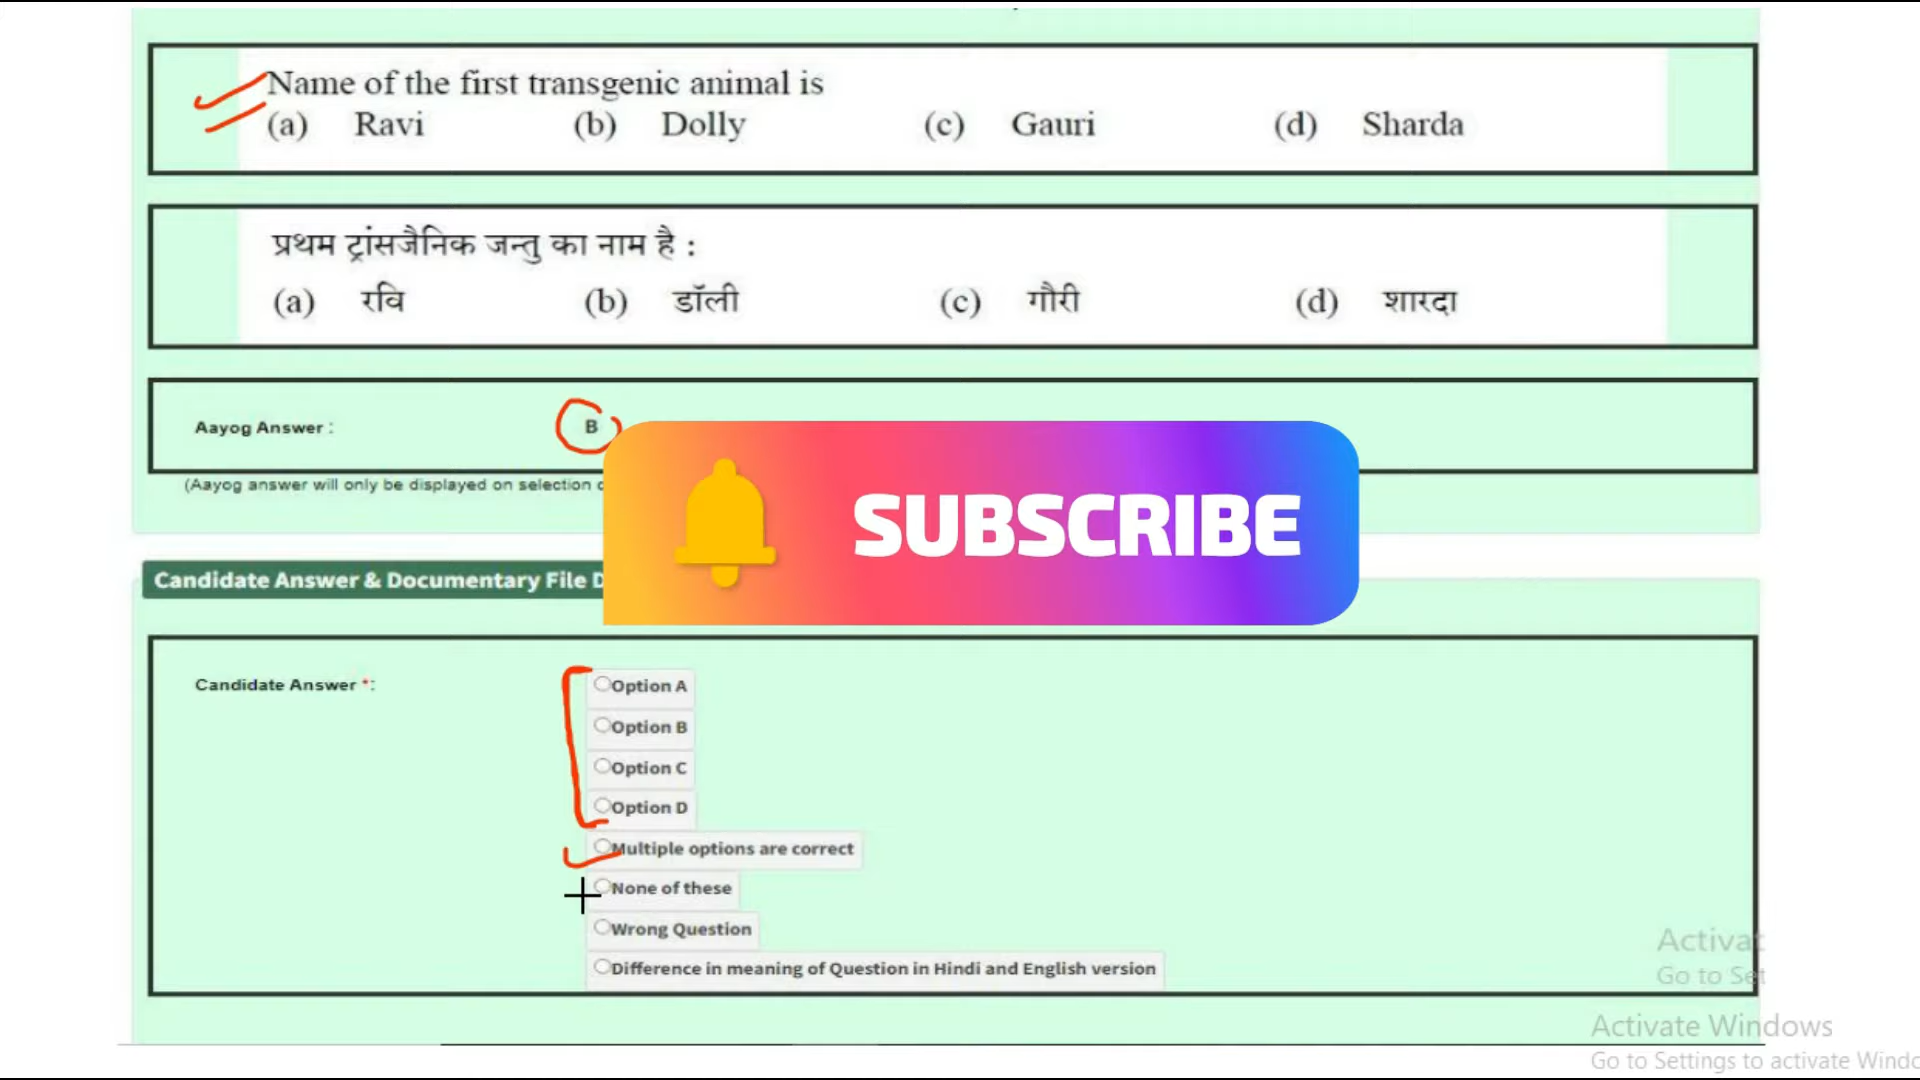 Name of the first transgenic animal is
(a) Ravi (b) Dolly (c) Gauri (d) Sharda
प्रथम ट्रांसजैनिक जन्तु का नाम है :
(a) रवि (b) डॉली (c) गौरी (d) शारदा
Aayog Answer : B
(Aayog answer will only be displayed on selection
SUBSCRIBE
Candidate Answer & Documentary File
Candidate Answer *:
Option A
Option B
Option C
Option D
Multiple options are correct
None of these
Wrong Question
Difference in meaning of Question in Hindi and English version
Activat
Go to Set
Activate Windows
Go to Settings to activate Windo